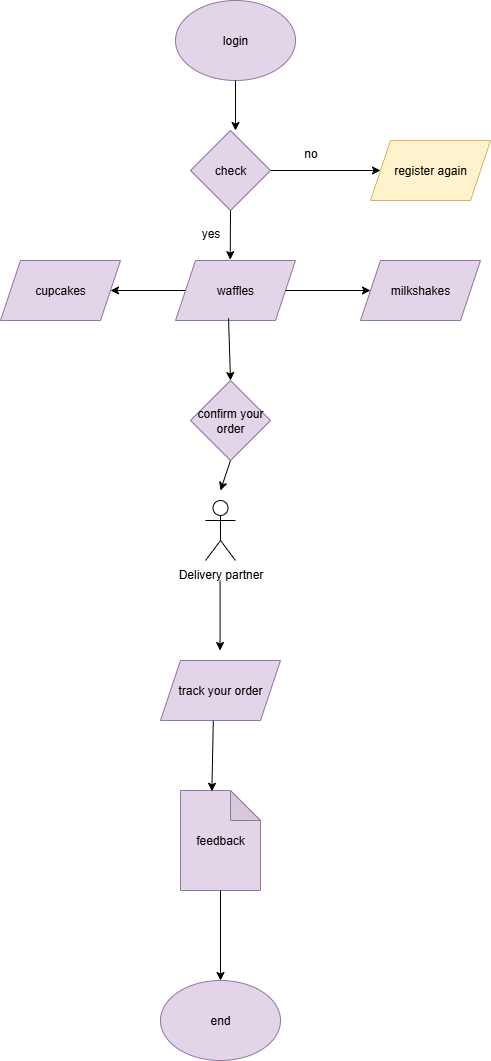 login
no
check
register again
yes
cupcakes
waffles
milkshakes
confirm your
order
Delivery partner
track your order
feedback
end